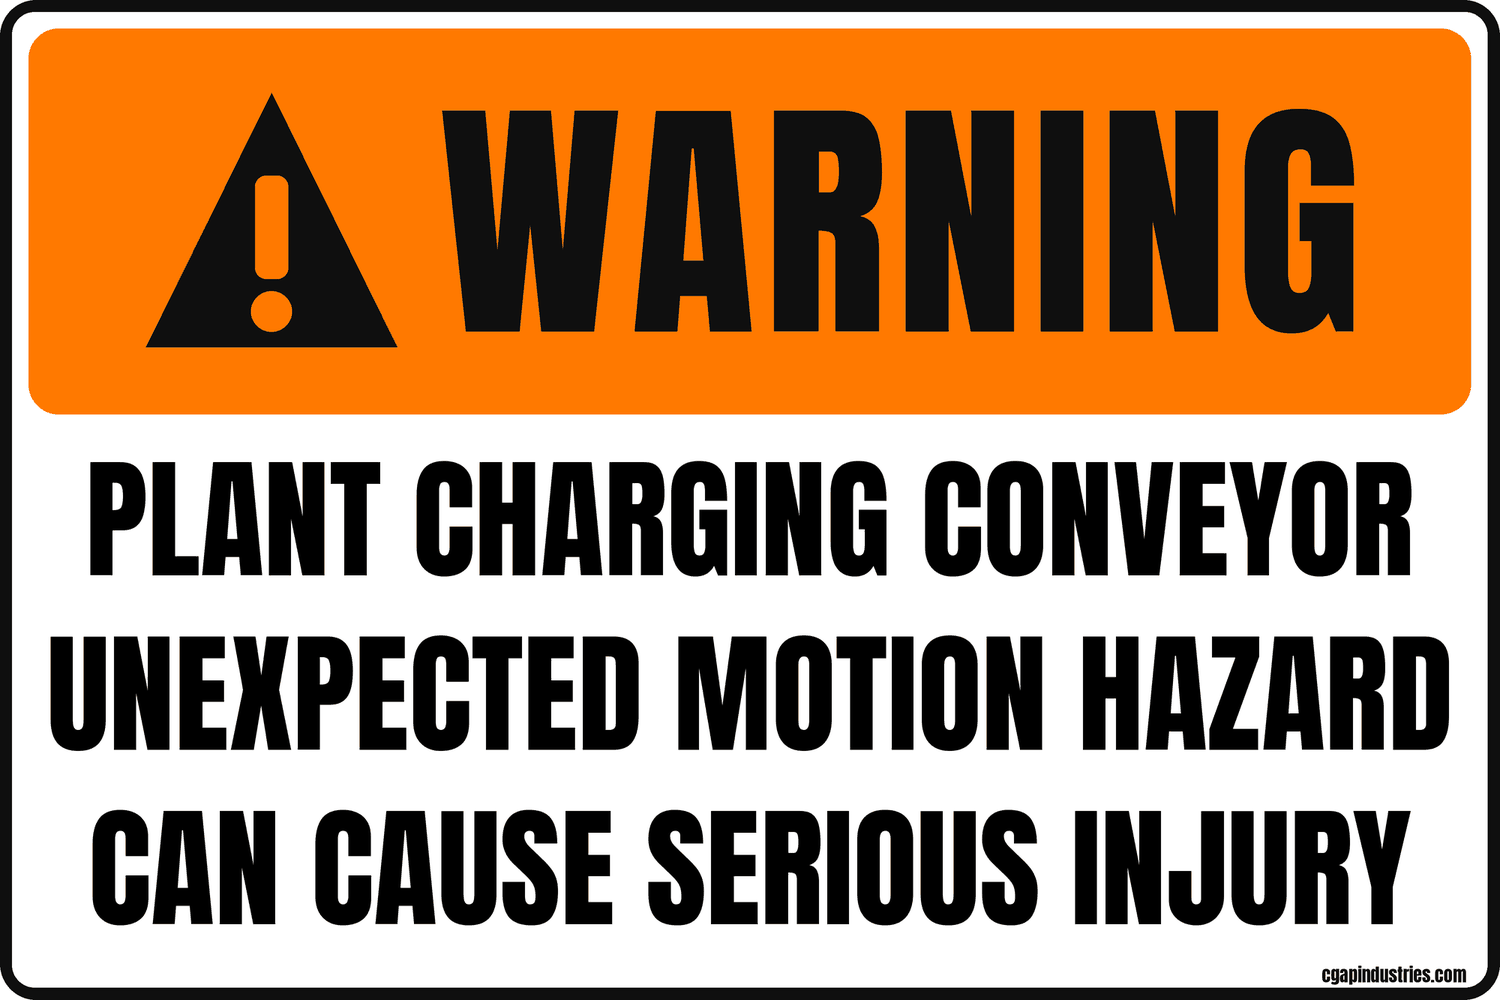 WARNING
PLANT CHARGING CONVEYOR
UNEXPECTED MOTION HAZARD
CAN CAUSE SERIOUS INJURY
cgapindustries.com